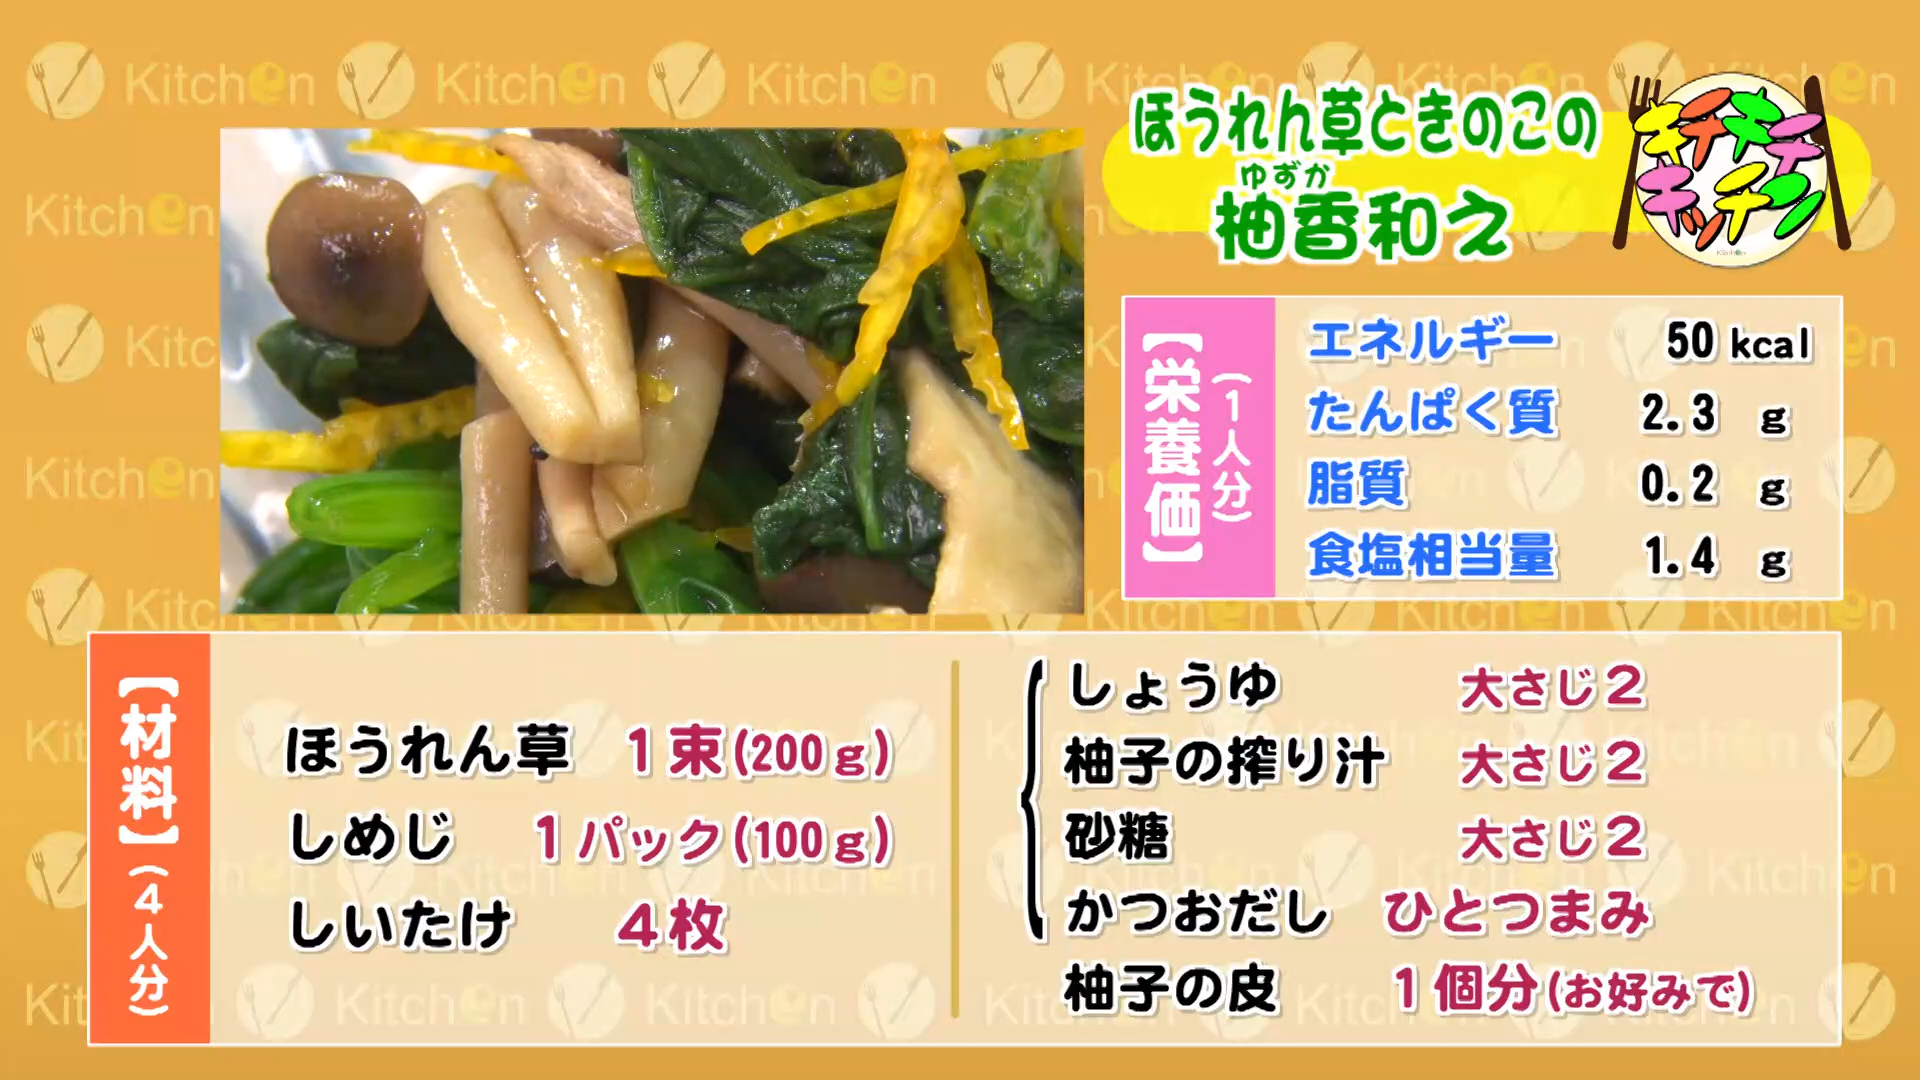 ほうれん草ときのこの
ゆずか
柚香和え
キチキチ
キッチン
Kitchen
【栄養価】
(1人分)
エネルギー 50 kcal
たんぱく質 2.3 g
脂質 0.2 g
食塩相当量 1.4 g
【材料】(4人分)
ほうれん草 1束(200g)
しめじ 1パック(100g)
しいたけ 4枚
しょうゆ 大さじ2
柚子の搾り汁 大さじ2
砂糖 大さじ2
かつおだし ひとつまみ
柚子の皮 1個分(お好みで)